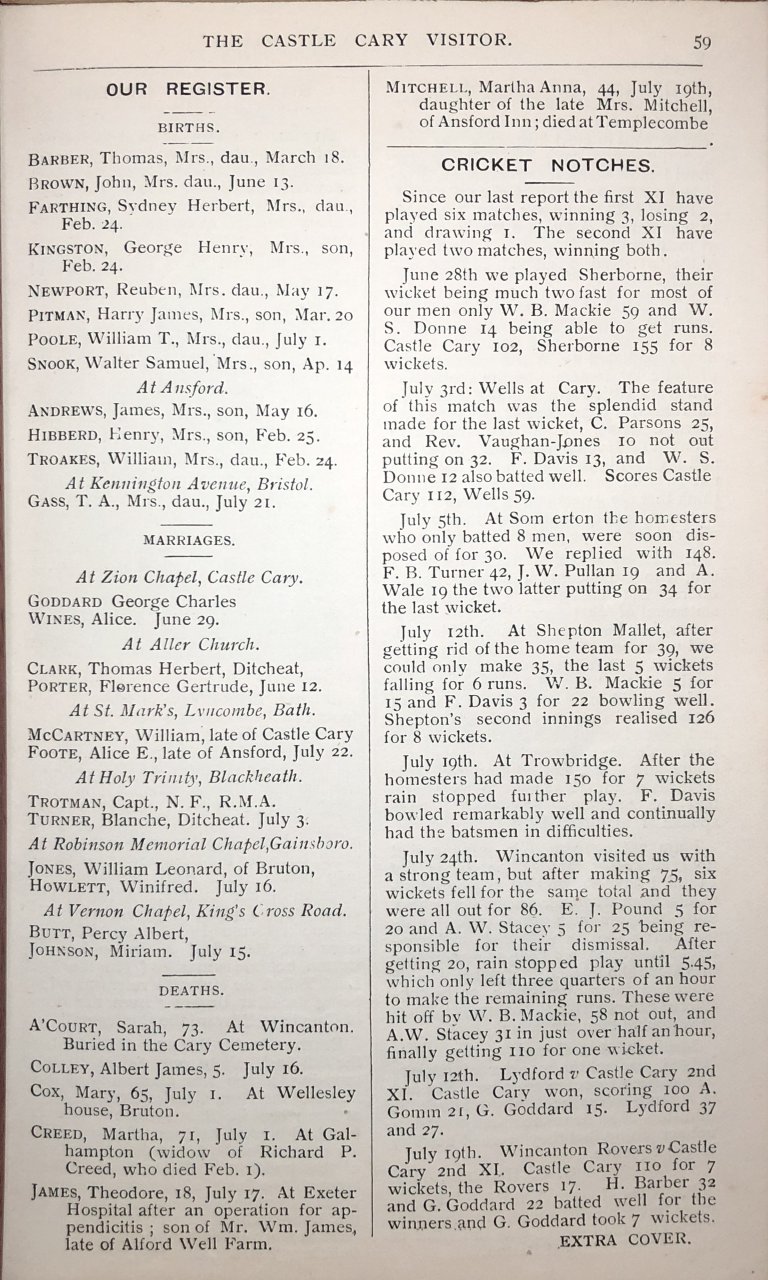 THE CASTLE CARY VISITOR. 59
OUR REGISTER.
BIRTHS.
BARBER, Thomas, Mrs., dau., March 18.
BROWN, John, Mrs. dau., June 13.
FARTHING, Sydney Herbert, Mrs., dau.,
Feb. 24.
KINGSTON, George Henry, Mrs., son,
Feb. 24.
NEWPORT, Reuben, Mrs. dau., May 17.
PITMAN, Harry James, Mrs., son, Mar. 20
POOLE, William T., Mrs., dau., July 1.
SNOOK, Walter Samuel, Mrs., son, Ap. 14
At Ansford.
ANDREWS, James, Mrs., son, May 16.
HIBBERD, Henry, Mrs., son, Feb. 25.
TROAKES, William, Mrs., dau., Feb. 24.
At Kennington Avenue, Bristol.
GASS, T. A., Mrs., dau., July 21.
MARRIAGES.
At Zion Chapel, Castle Cary.
GODDARD George Charles
WINES, Alice. June 29.
At Aller Church.
CLARK, Thomas Herbert, Ditcheat,
PORTER, Florence Gertrude, June 12.
At St. Mark's, Lyncombe, Bath.
MCCARTNEY, William, late of Castle Cary
FOOTE, Alice E., late of Ansford, July 22.
At Holy Trinity, Blackheath.
TROTMAN, Capt., N. F., R.M.A.
TURNER, Blanche, Ditcheat. July 3.
At Robinson Memorial Chapel, Gainsboro.
JONES, William Leonard, of Bruton,
HOWLETT, Winifred. July 16.
At Vernon Chapel, King's Cross Road.
BUTT, Percy Albert,
JOHNSON, Miriam. July 15.
DEATHS.
A'COURT, Sarah, 73. At Wincanton.
Buried in the Cary Cemetery.
COLLEY, Albert James, 5. July 16.
COX, Mary, 65, July 1. At Wellesley
house, Bruton.
CREED, Martha, 71, July 1. At Gal-
hampton (widow of Richard P.
Creed, who died Feb. 1).
JAMES, Theodore, 18, July 17. At Exeter
Hospital after an operation for ap-
pendicitis ; son of Mr. Wm. James,
late of Alford Well Farm.
MITCHELL, Martha Anna, 44, July 19th,
daughter of the late Mrs. Mitchell,
of Ansford Inn ; died at Templecombe
CRICKET NOTCHES.
Since our last report the first XI have
played six matches, winning 3, losing 2,
and drawing 1. The second XI have
played two matches, winning both.
June 28th we played Sherborne, their
wicket being much two fast for most of
our men only W. B. Mackie 59 and W.
S. Donne 14 being able to get runs.
Castle Cary 102, Sherborne 155 for 8
wickets.
July 3rd: Wells at Cary. The feature
of this match was the splendid stand
made for the last wicket, C. Parsons 25,
and Rev. Vaughan-Jones 10 not out
putting on 32. F. Davis 13, and W. S.
Donne 12 also batted well. Scores Castle
Cary 112, Wells 59.
July 5th. At Som erton the homesters
who only batted 8 men, were soon dis-
posed of for 30. We replied with 148.
F. B. Turner 42, J. W. Pullan 19 and A.
Wale 19 the two latter putting on 34 for
the last wicket.
July 12th. At Shepton Mallet, after
getting rid of the home team for 39, we
could only make 35, the last 5 wickets
falling for 6 runs. W. B. Mackie 5 for
15 and F. Davis 3 for 22 bowling well.
Shepton's second innings realised 126
for 8 wickets.
July 19th. At Trowbridge. After the
homesters had made 150 for 7 wickets
rain stopped further play. F. Davis
bowled remarkably well and continually
had the batsmen in difficulties.
July 24th. Wincanton visited us with
a strong team, but after making 75, six
wickets fell for the same total and they
were all out for 86. E. J. Pound 5 for
20 and A. W. Stacey 5 for 25 being re-
sponsible for their dismissal. After
getting 20, rain stopped play until 5.45,
which only left three quarters of an hour
to make the remaining runs. These were
hit off by W. B. Mackie, 58 not out, and
A.W. Stacey 31 in just over half an hour,
finally getting 110 for one wicket.
July 12th. Lydford v Castle Cary 2nd
XI. Castle Cary won, scoring 100 A.
Gomm 21, G. Goddard 15. Lydford 37
and 27.
July 19th. Wincanton Rovers v Castle
Cary 2nd XI. Castle Cary 110 for 7
wickets, the Rovers 17. H. Barber 32
and G. Goddard 22 batted well for the
winners and G. Goddard took 7 wickets.
EXTRA COVER.